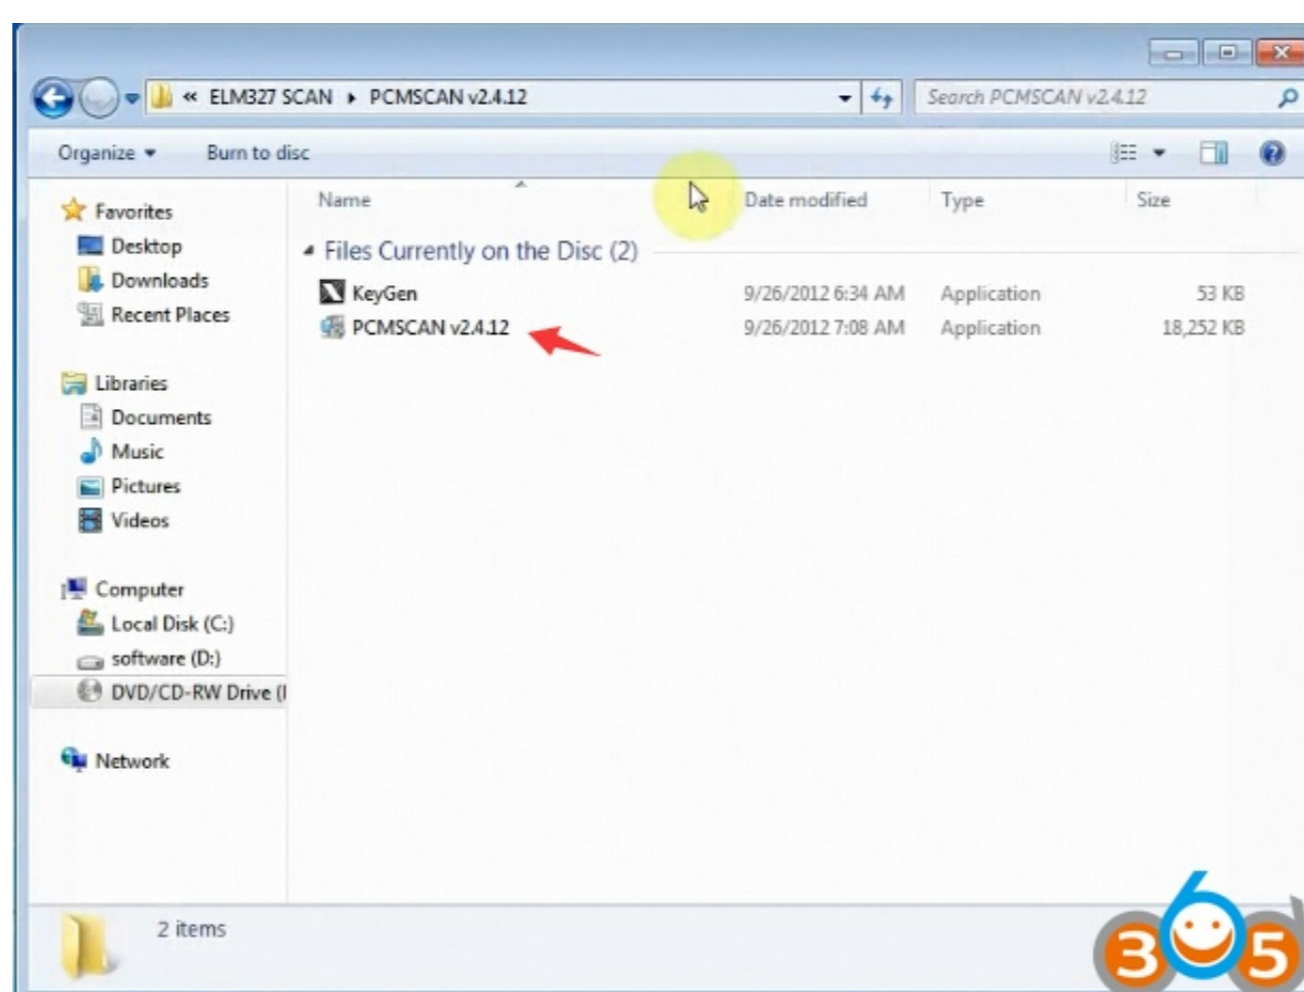 « ELM327 SCAN ▸ PCMSCAN v2.4.12
Search PCMSCAN v2.4.12
Organize
Burn to disc
Name
Date modified
Type
Size
Favorites
Desktop
Downloads
Recent Places
Libraries
Documents
Music
Pictures
Videos
Computer
Local Disk (C:)
software (D:)
DVD/CD-RW Drive (
Network
Files Currently on the Disc (2)
KeyGen 9/26/2012 6:34 AM Application 53 KB
PCMSCAN v2.4.12 9/26/2012 7:08 AM Application 18,252 KB
2 items
365